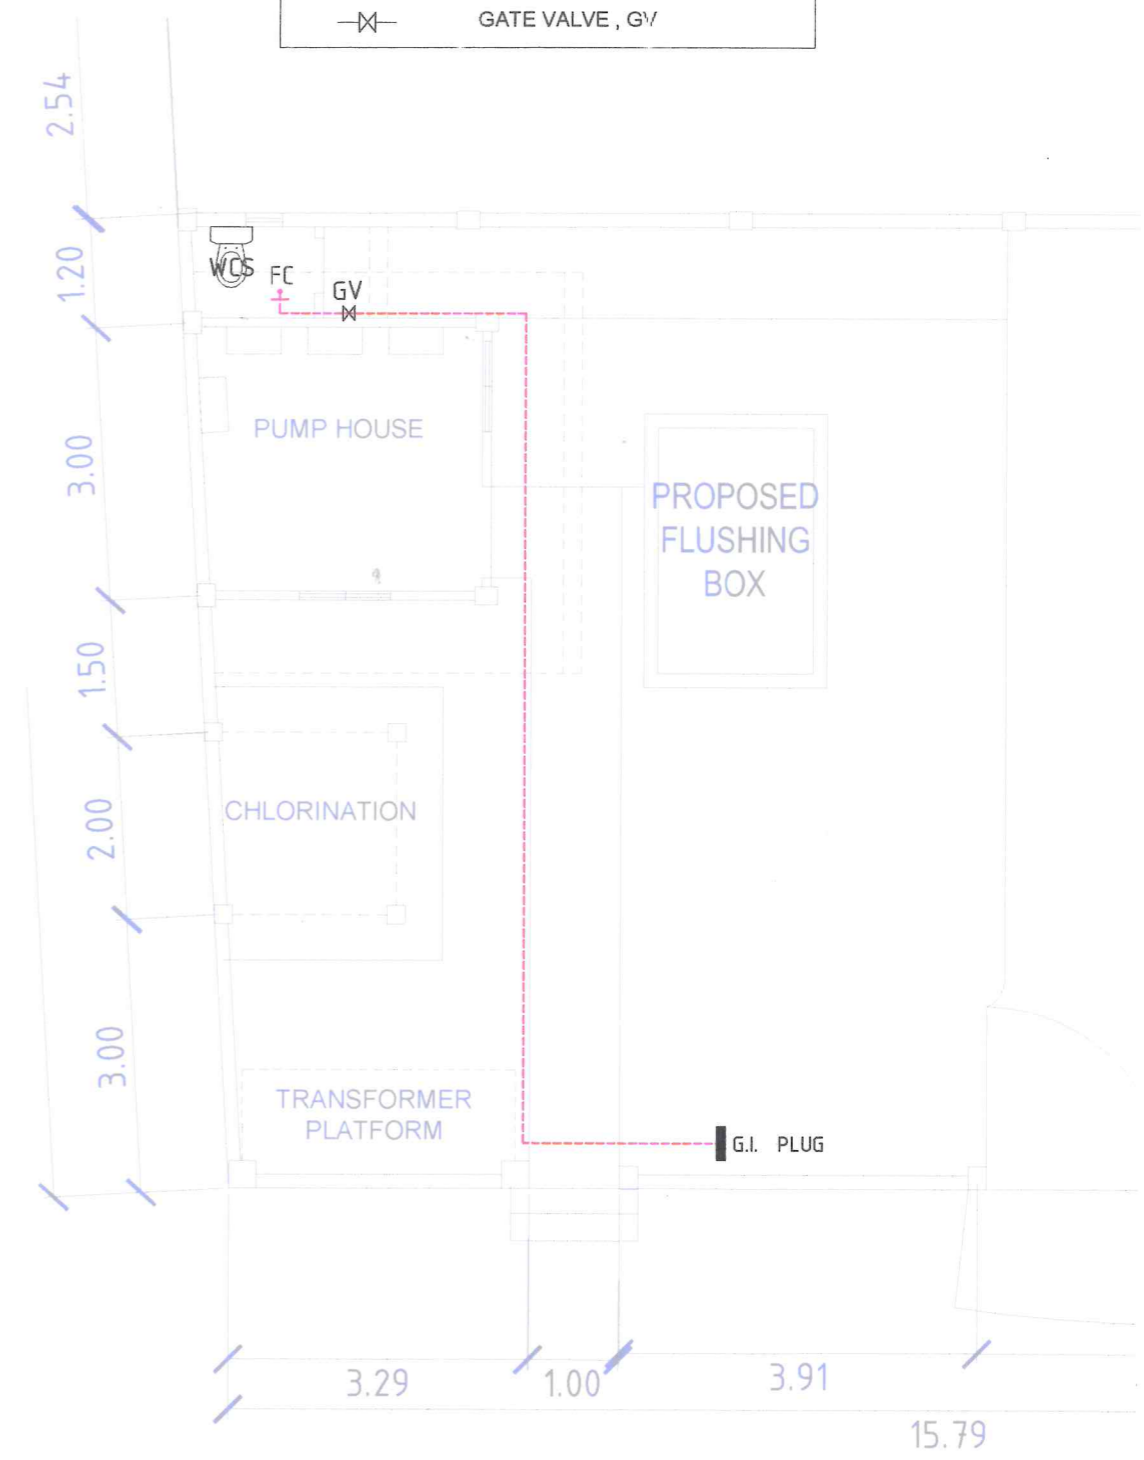 GATE VALVE , GV
2.54
1.20
WCS
FC
GV
3.00
PUMP HOUSE
PROPOSED
FLUSHING
BOX
1.50
CHLORINATION
2.00
3.00
TRANSFORMER
PLATFORM
G.I. PLUG
3.29
1.00
3.91
15.79